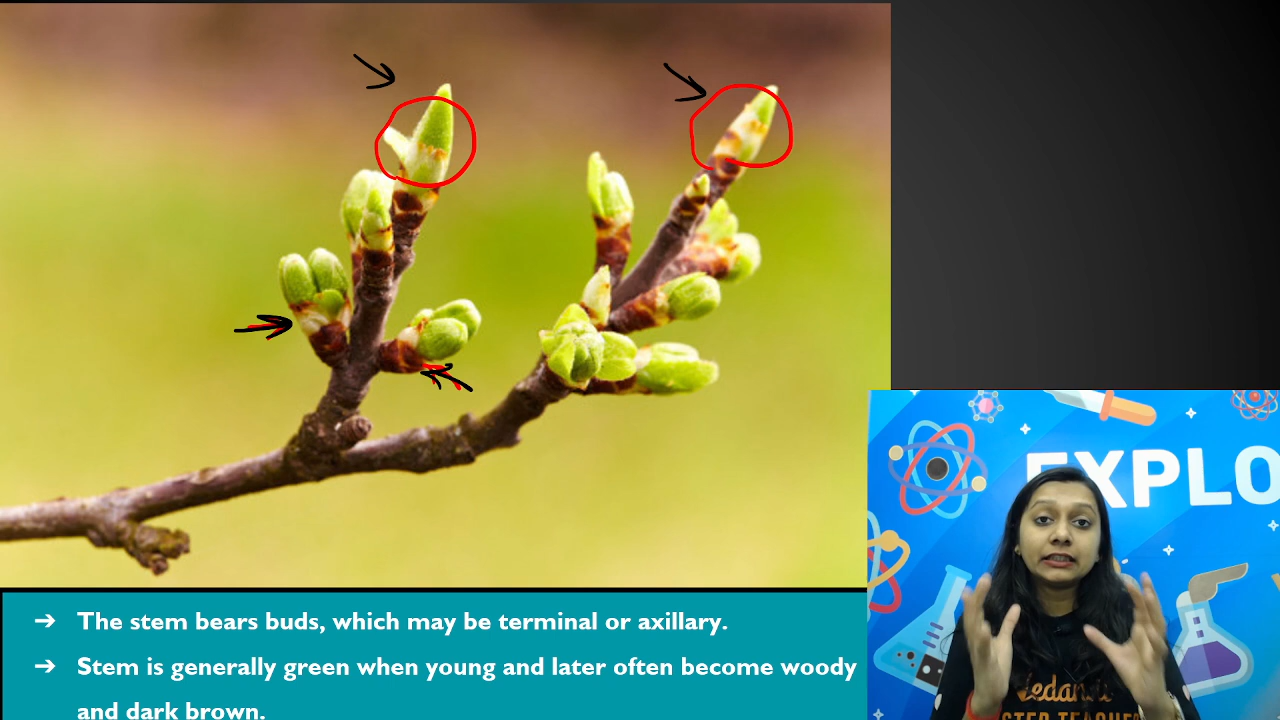 ➔ The stem bears buds, which may be terminal or axillary.
➔ Stem is generally green when young and later often become woody
and dark brown.
EXPLO
Vedantu